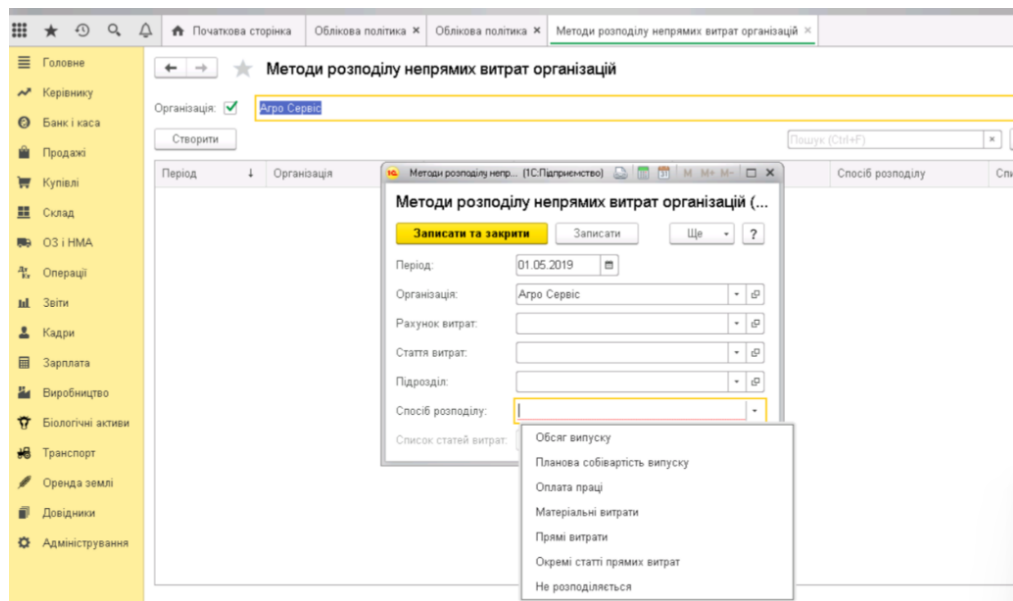 Початкова сторінка
Облікова політика ×
Облікова політика ×
Методи розподілу непрямих витрат організацій ×
Головне
Керівнику
Банк і каса
Продажі
Купівлі
Склад
ОЗ і НМА
Операції
Звіти
Кадри
Зарплата
Виробництво
Біологічні активи
Транспорт
Оренда землі
Довідники
Адміністрування
Методи розподілу непрямих витрат організацій
Організація: Агро Сервіс
Створити
Пошук (Ctrl+F) ×
Період ↓ Організація Спосіб розподілу
Методи розподілу непр... (1С:Підприємство) M M+ M-
Методи розподілу непрямих витрат організацій (...
Записати та закрити Записати Ще ?
Період: 01.05.2019
Організація: Агро Сервіс
Рахунок витрат:
Стаття витрат:
Підрозділ:
Спосіб розподілу:
Список статей витрат:
Обсяг випуску
Планова собівартість випуску
Оплата праці
Матеріальні витрати
Прямі витрати
Окремі статті прямих витрат
Не розподіляється